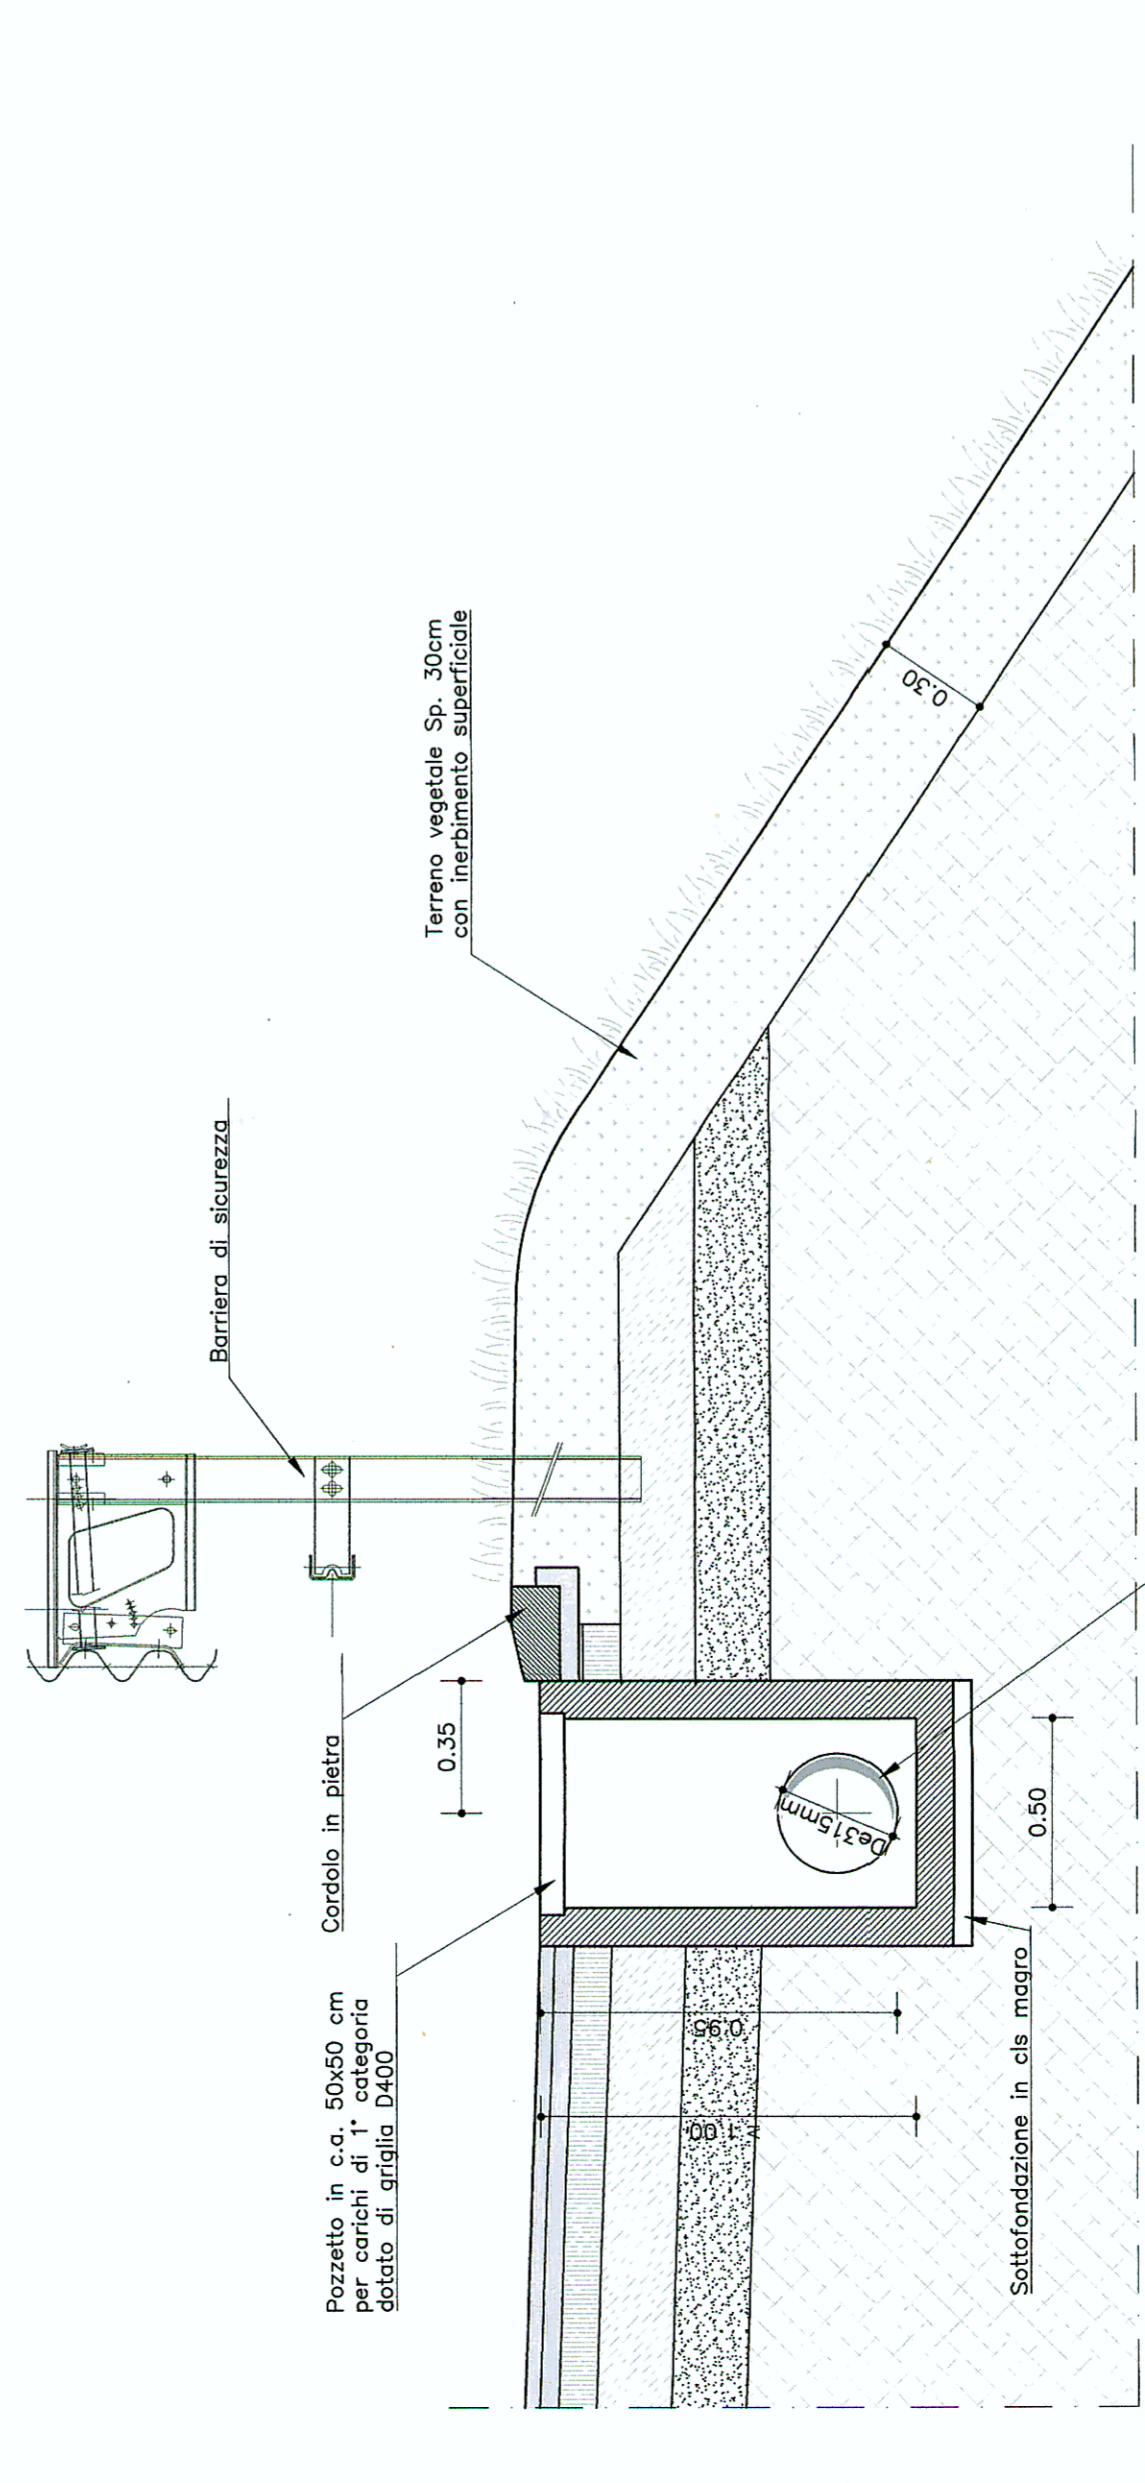 Barriera di sicurezza
Terreno vegetale Sp. 30cm
con inerbimento superficiale
Cordolo in pietra
Pozzetto in c.a. 50x50 cm
per carichi di 1° categoria
dotato di griglia D400
0.35
0.30
De315mm
0.50
0.95
≥ 1.00
Sottofondazione in cls magro